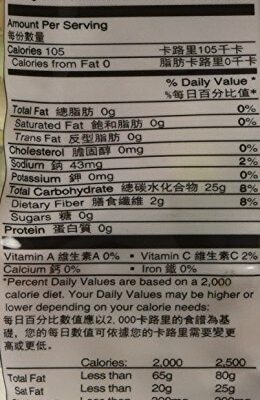 Amount Per Serving
每份數量
Calories 105 卡路里105千卡
Calories from Fat 0 脂肪卡路里0千卡
% Daily Value *
%每日百分比值*
Total Fat 總脂肪 0g 0%
Saturated Fat 飽和脂肪 0g 0%
Trans Fat 反型脂肪 0g
Cholesterol 膽固醇 0mg 0%
Sodium 鈉 43mg 2%
Potassium 鉀 0mg 0%
Total Carbohydrate 總碳水化合物 25g 8%
Dietary Fiber 膳食纖維 2g 8%
Sugars 糖 0g
Protein 蛋白質 0g
Vitamin A 維生素A 0% • Vitamin C 維生素C 2%
Calcium 鈣 0% • Iron 鐵 0%
*Percent Daily Values are based on a 2,000
calorie diet. Your Daily Values may be higher or
lower depending on your calorie needs:
每日百分比數值應以2.000卡路里的食譜為基
礎，您的每日數值可依據您的卡路里需要變更
高或更低。
Calories: 2,000 2,500
Total Fat Less than 65g 80g
Sat Fat Less than 20g 25g